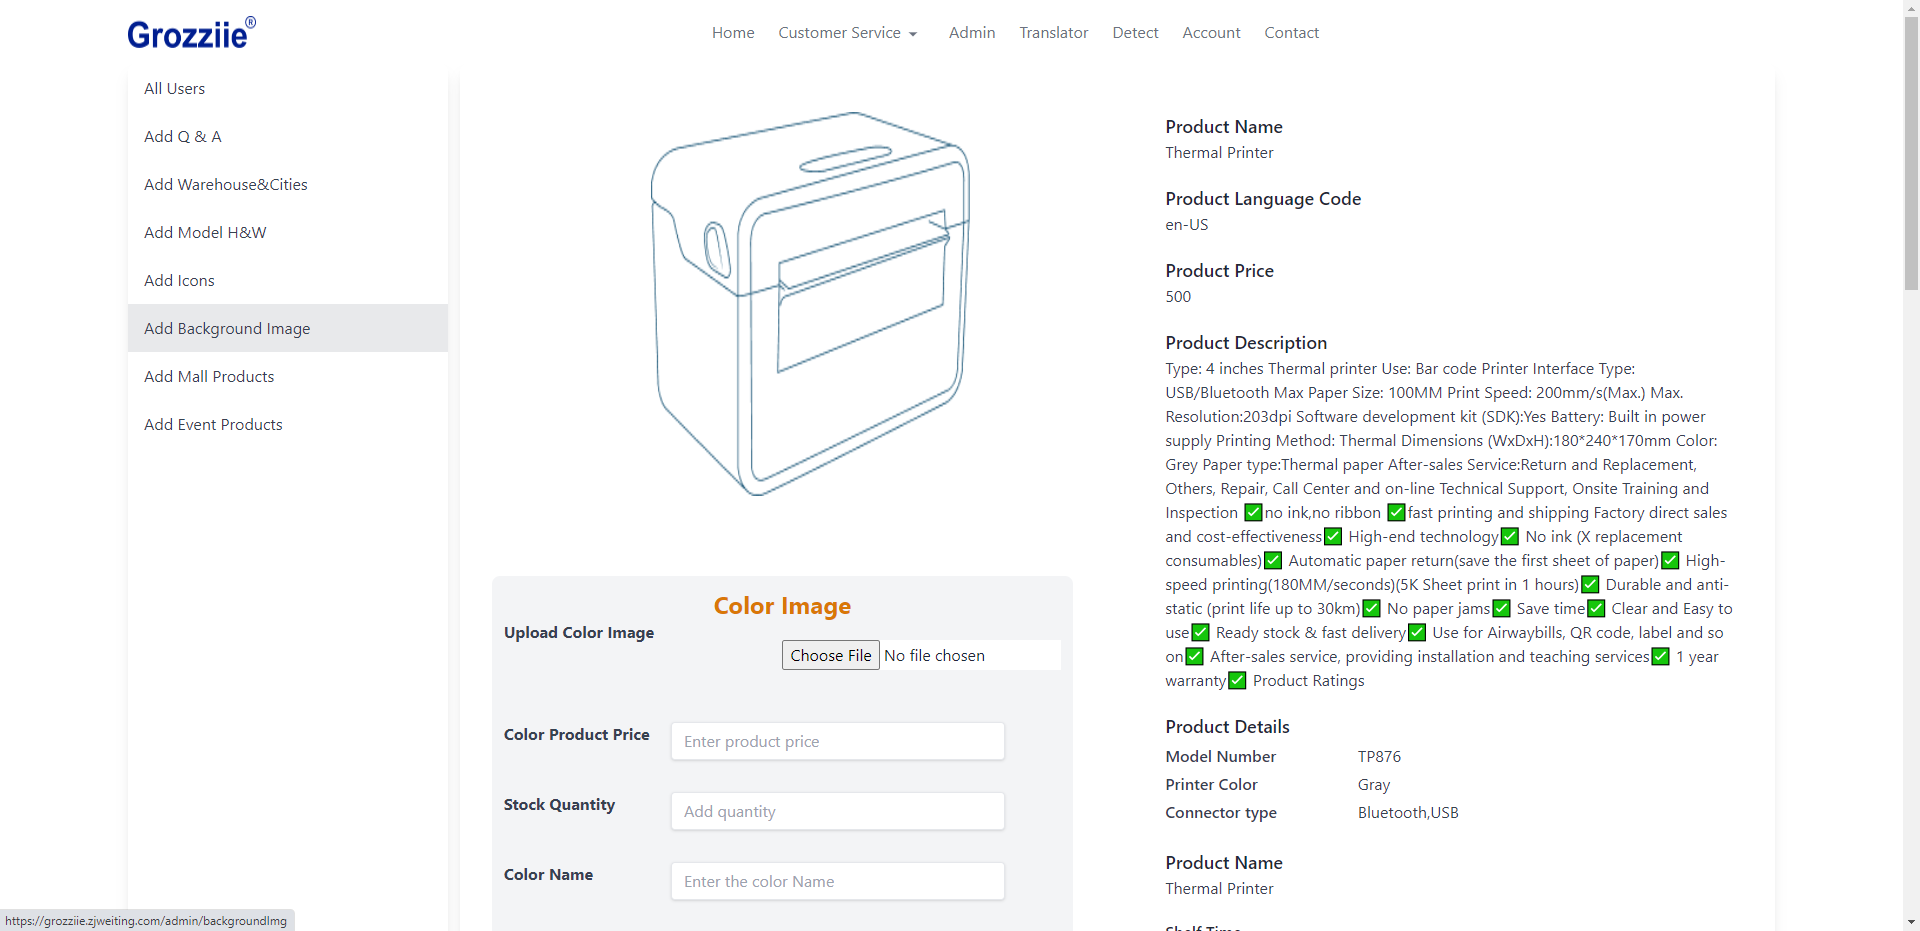 Grozziie®
Home Customer Service Admin Translator Detect Account Contact
All Users
Add Q & A
Add Warehouse&Cities
Add Model H&W
Add Icons
Add Background Image
Add Mall Products
Add Event Products
Color Image
Upload Color Image
Choose File No file chosen
Color Product Price
Enter product price
Stock Quantity
Add quantity
Color Name
Enter the color Name
Product Name
Thermal Printer
Product Language Code
en-US
Product Price
500
Product Description
Type: 4 inches Thermal printer Use: Bar code Printer Interface Type:
USB/Bluetooth Max Paper Size: 100MM Print Speed: 200mm/s(Max.) Max.
Resolution:203dpi Software development kit (SDK):Yes Battery: Built in power
supply Printing Method: Thermal Dimensions (WxDxH):180*240*170mm Color:
Grey Paper type:Thermal paper After-sales Service:Return and Replacement,
Others, Repair, Call Center and on-line Technical Support, Onsite Training and
Inspection ✅no ink,no ribbon ✅fast printing and shipping Factory direct sales
and cost-effectiveness✅ High-end technology✅ No ink (X replacement
consumables)✅ Automatic paper return(save the first sheet of paper)✅ High-
speed printing(180MM/seconds)(5K Sheet print in 1 hours)✅ Durable and anti-
static (print life up to 30km)✅ No paper jams✅ Save time✅ Clear and Easy to
use✅ Ready stock & fast delivery✅ Use for Airwaybills, QR code, label and so
on✅ After-sales service, providing installation and teaching services✅ 1 year
warranty✅ Product Ratings
Product Details
Model Number TP876
Printer Color Gray
Connector type Bluetooth,USB
Product Name
Thermal Printer
Shelf Time
https://grozziie.zjweiting.com/admin/backgroundImg